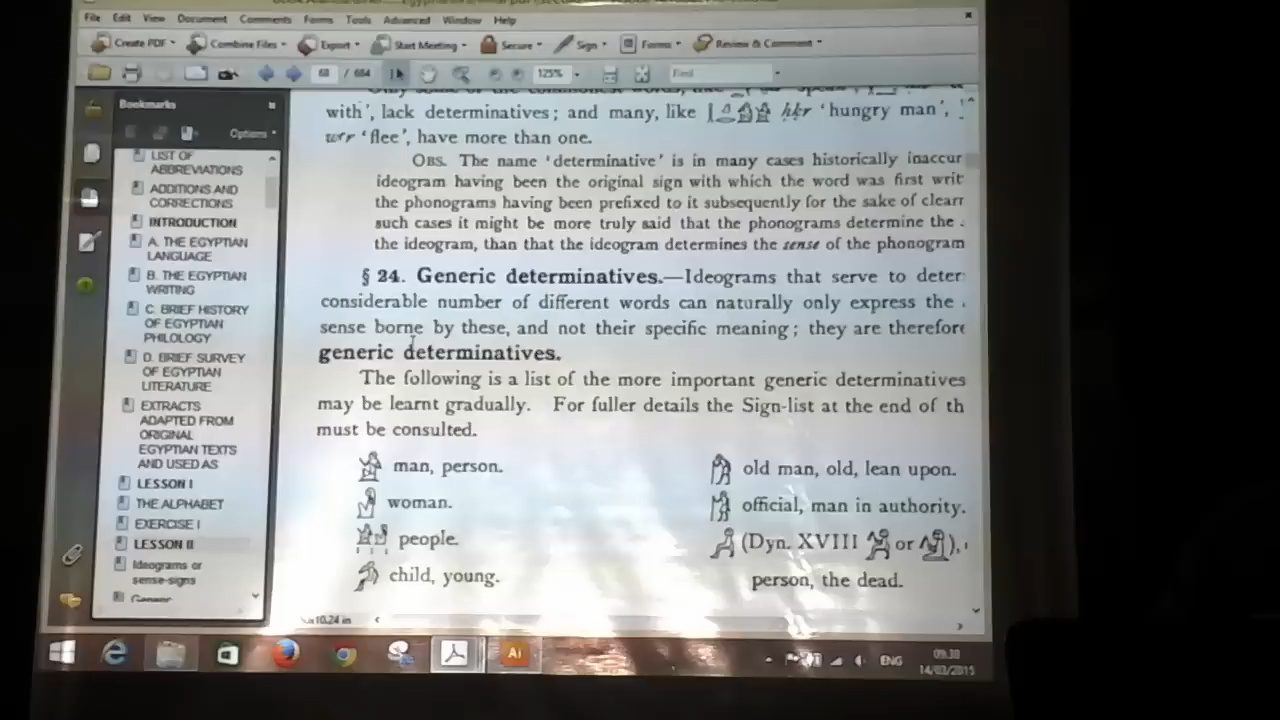 File Edit View Document Comments Forms Tools Advanced Window Help
Create PDF Combine Files Export Start Meeting Secure Sign Forms Review & Comment
68 / 684 125% Find
Bookmarks
Options
LIST OF
ABBREVIATIONS
ADDITIONS AND
CORRECTIONS
INTRODUCTION
A. THE EGYPTIAN
LANGUAGE
B. THE EGYPTIAN
WRITING
C. BRIEF HISTORY
OF EGYPTIAN
PHILOLOGY
D. BRIEF SURVEY
OF EGYPTIAN
LITERATURE
EXTRACTS
ADAPTED FROM
ORIGINAL
EGYPTIAN TEXTS
AND USED AS
LESSON I
THE ALPHABET
EXERCISE I
LESSON II
Ideograms or
sense-signs
with', lack determinatives; and many, like ḥḳr 'hungry man',
wrr 'flee', have more than one.
OBS. The name 'determinative' is in many cases historically inaccur
ideogram having been the original sign with which the word was first writ
the phonograms having been prefixed to it subsequently for the sake of clearn
such cases it might be more truly said that the phonograms determine the
the ideogram, than that the ideogram determines the sense of the phonogram
§ 24. Generic determinatives.—Ideograms that serve to deter
considerable number of different words can naturally only express the
sense borne by these, and not their specific meaning; they are therefore
generic determinatives.
The following is a list of the more important generic determinatives
may be learnt gradually. For fuller details the Sign-list at the end of th
must be consulted.
man, person.
woman.
people.
child, young.
old man, old, lean upon.
official, man in authority.
(Dyn. XVIII or ),
person, the dead.
10.24 in
Ai
ENG
09:30
14/03/2015